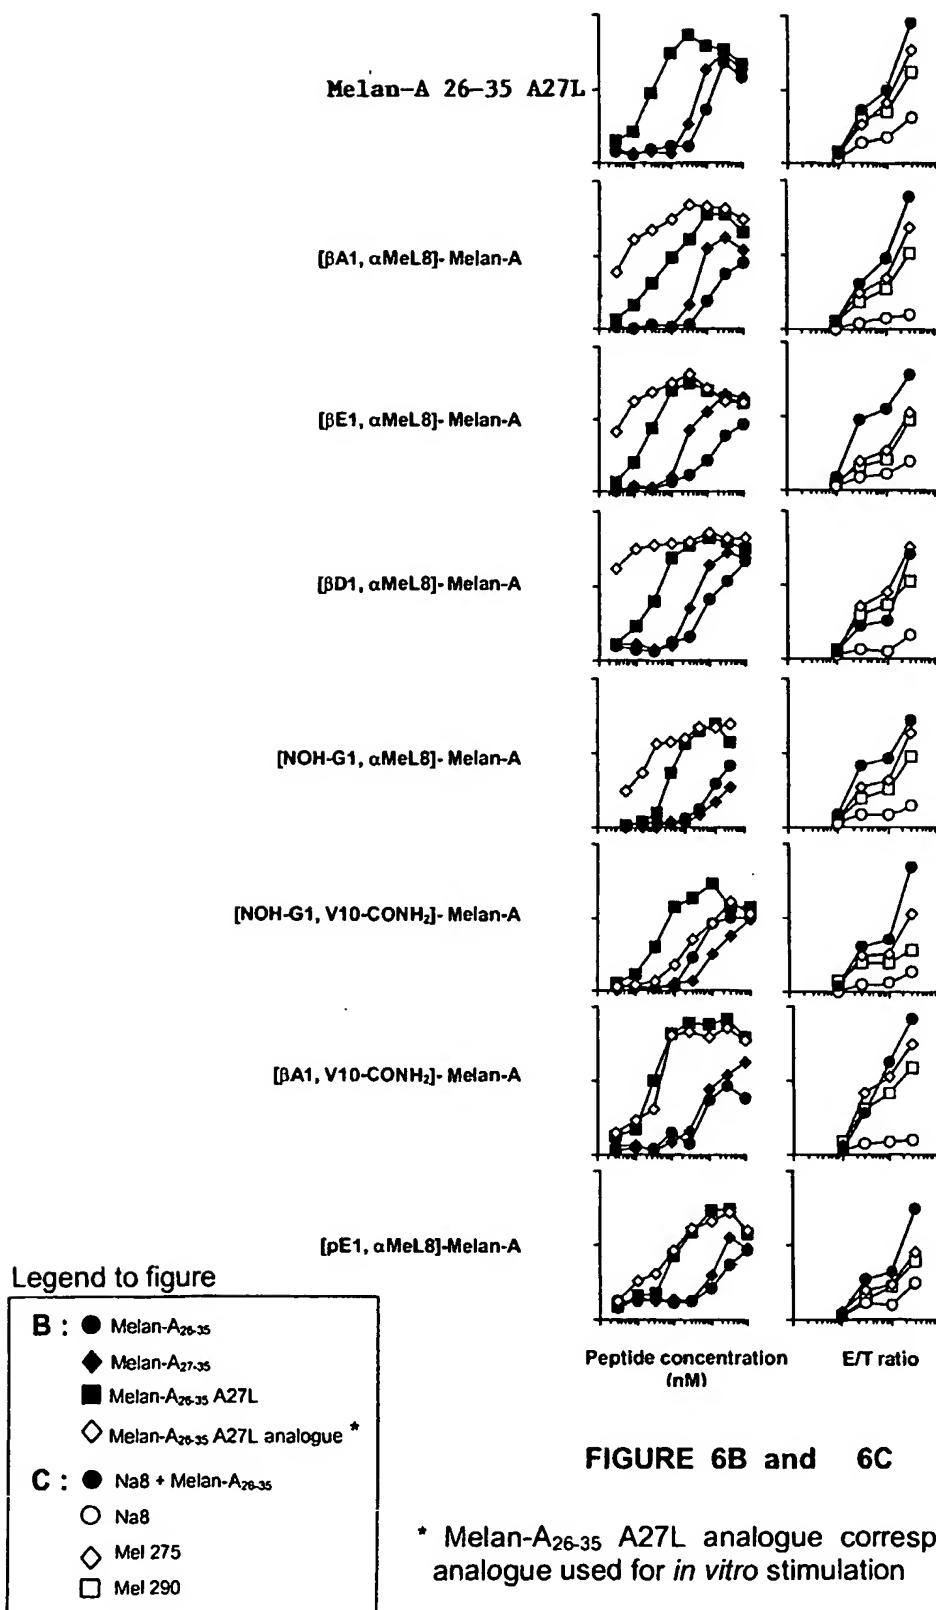 Melan-A 26-35 A27L
[βA1, αMeL8]- Melan-A
[βE1, αMeL8]- Melan-A
[βD1, αMeL8]-Melan-A
[NOH-G1, αMeL8]- Melan-A
[NOH-G1, V10-CONH₂]- Melan-A
[βA1, V10-CONH₂]- Melan-A
[pE1, αMeL8]-Melan-A
Peptide concentration
(nM)
E/T ratio
Legend to figure
B : Melan-A₂₆₋₃₅
Melan-A₂₇₋₃₅
Melan-A₂₆₋₃₅ A27L
Melan-A₂₆₋₃₅ A27L analogue *
C : Na8 + Melan-A₂₆₋₃₅
Na8
Mel 275
Mel 290
FIGURE 6B and 6C
* Melan-A₂₆₋₃₅ A27L analogue corresp
analogue used for in vitro stimulation